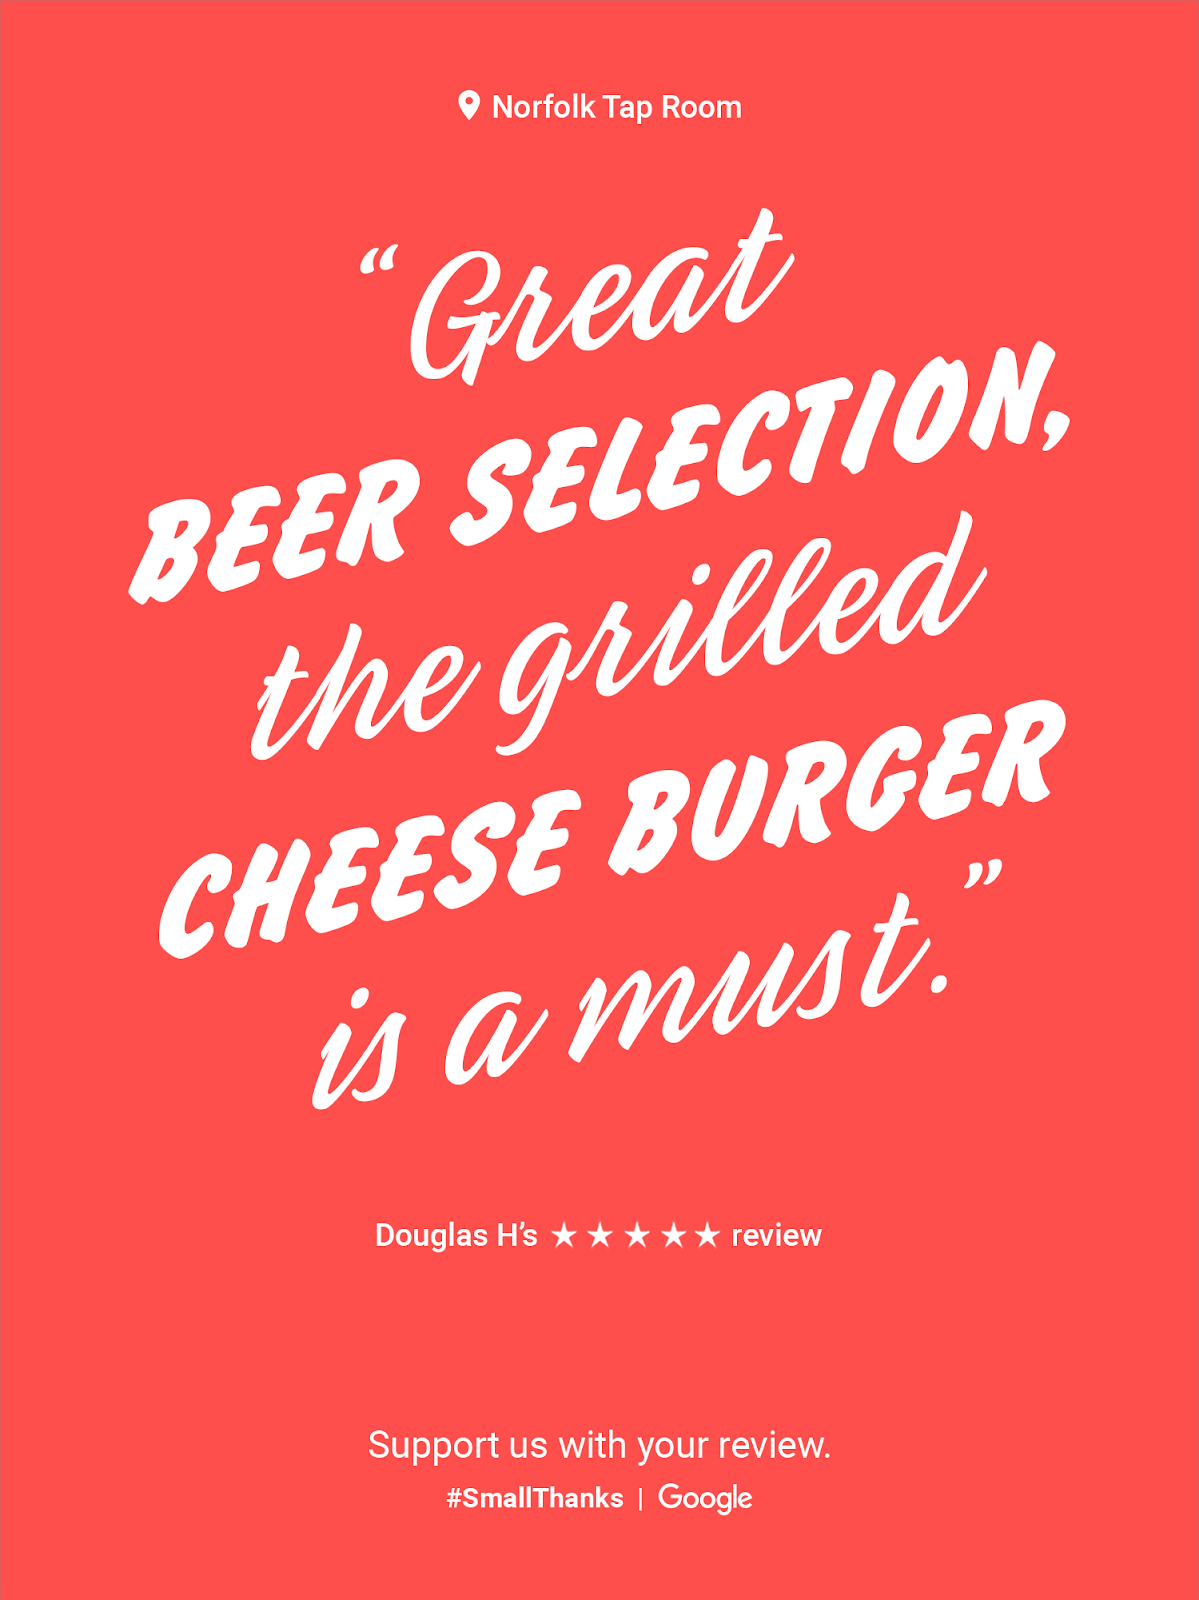 Norfolk Tap Room
“Great
BEER SELECTION,
the grilled
CHEESE BURGER
is a must.”
Douglas H’s ★ ★ ★ ★ ★ review
Support us with your review.
#SmallThanks | Google